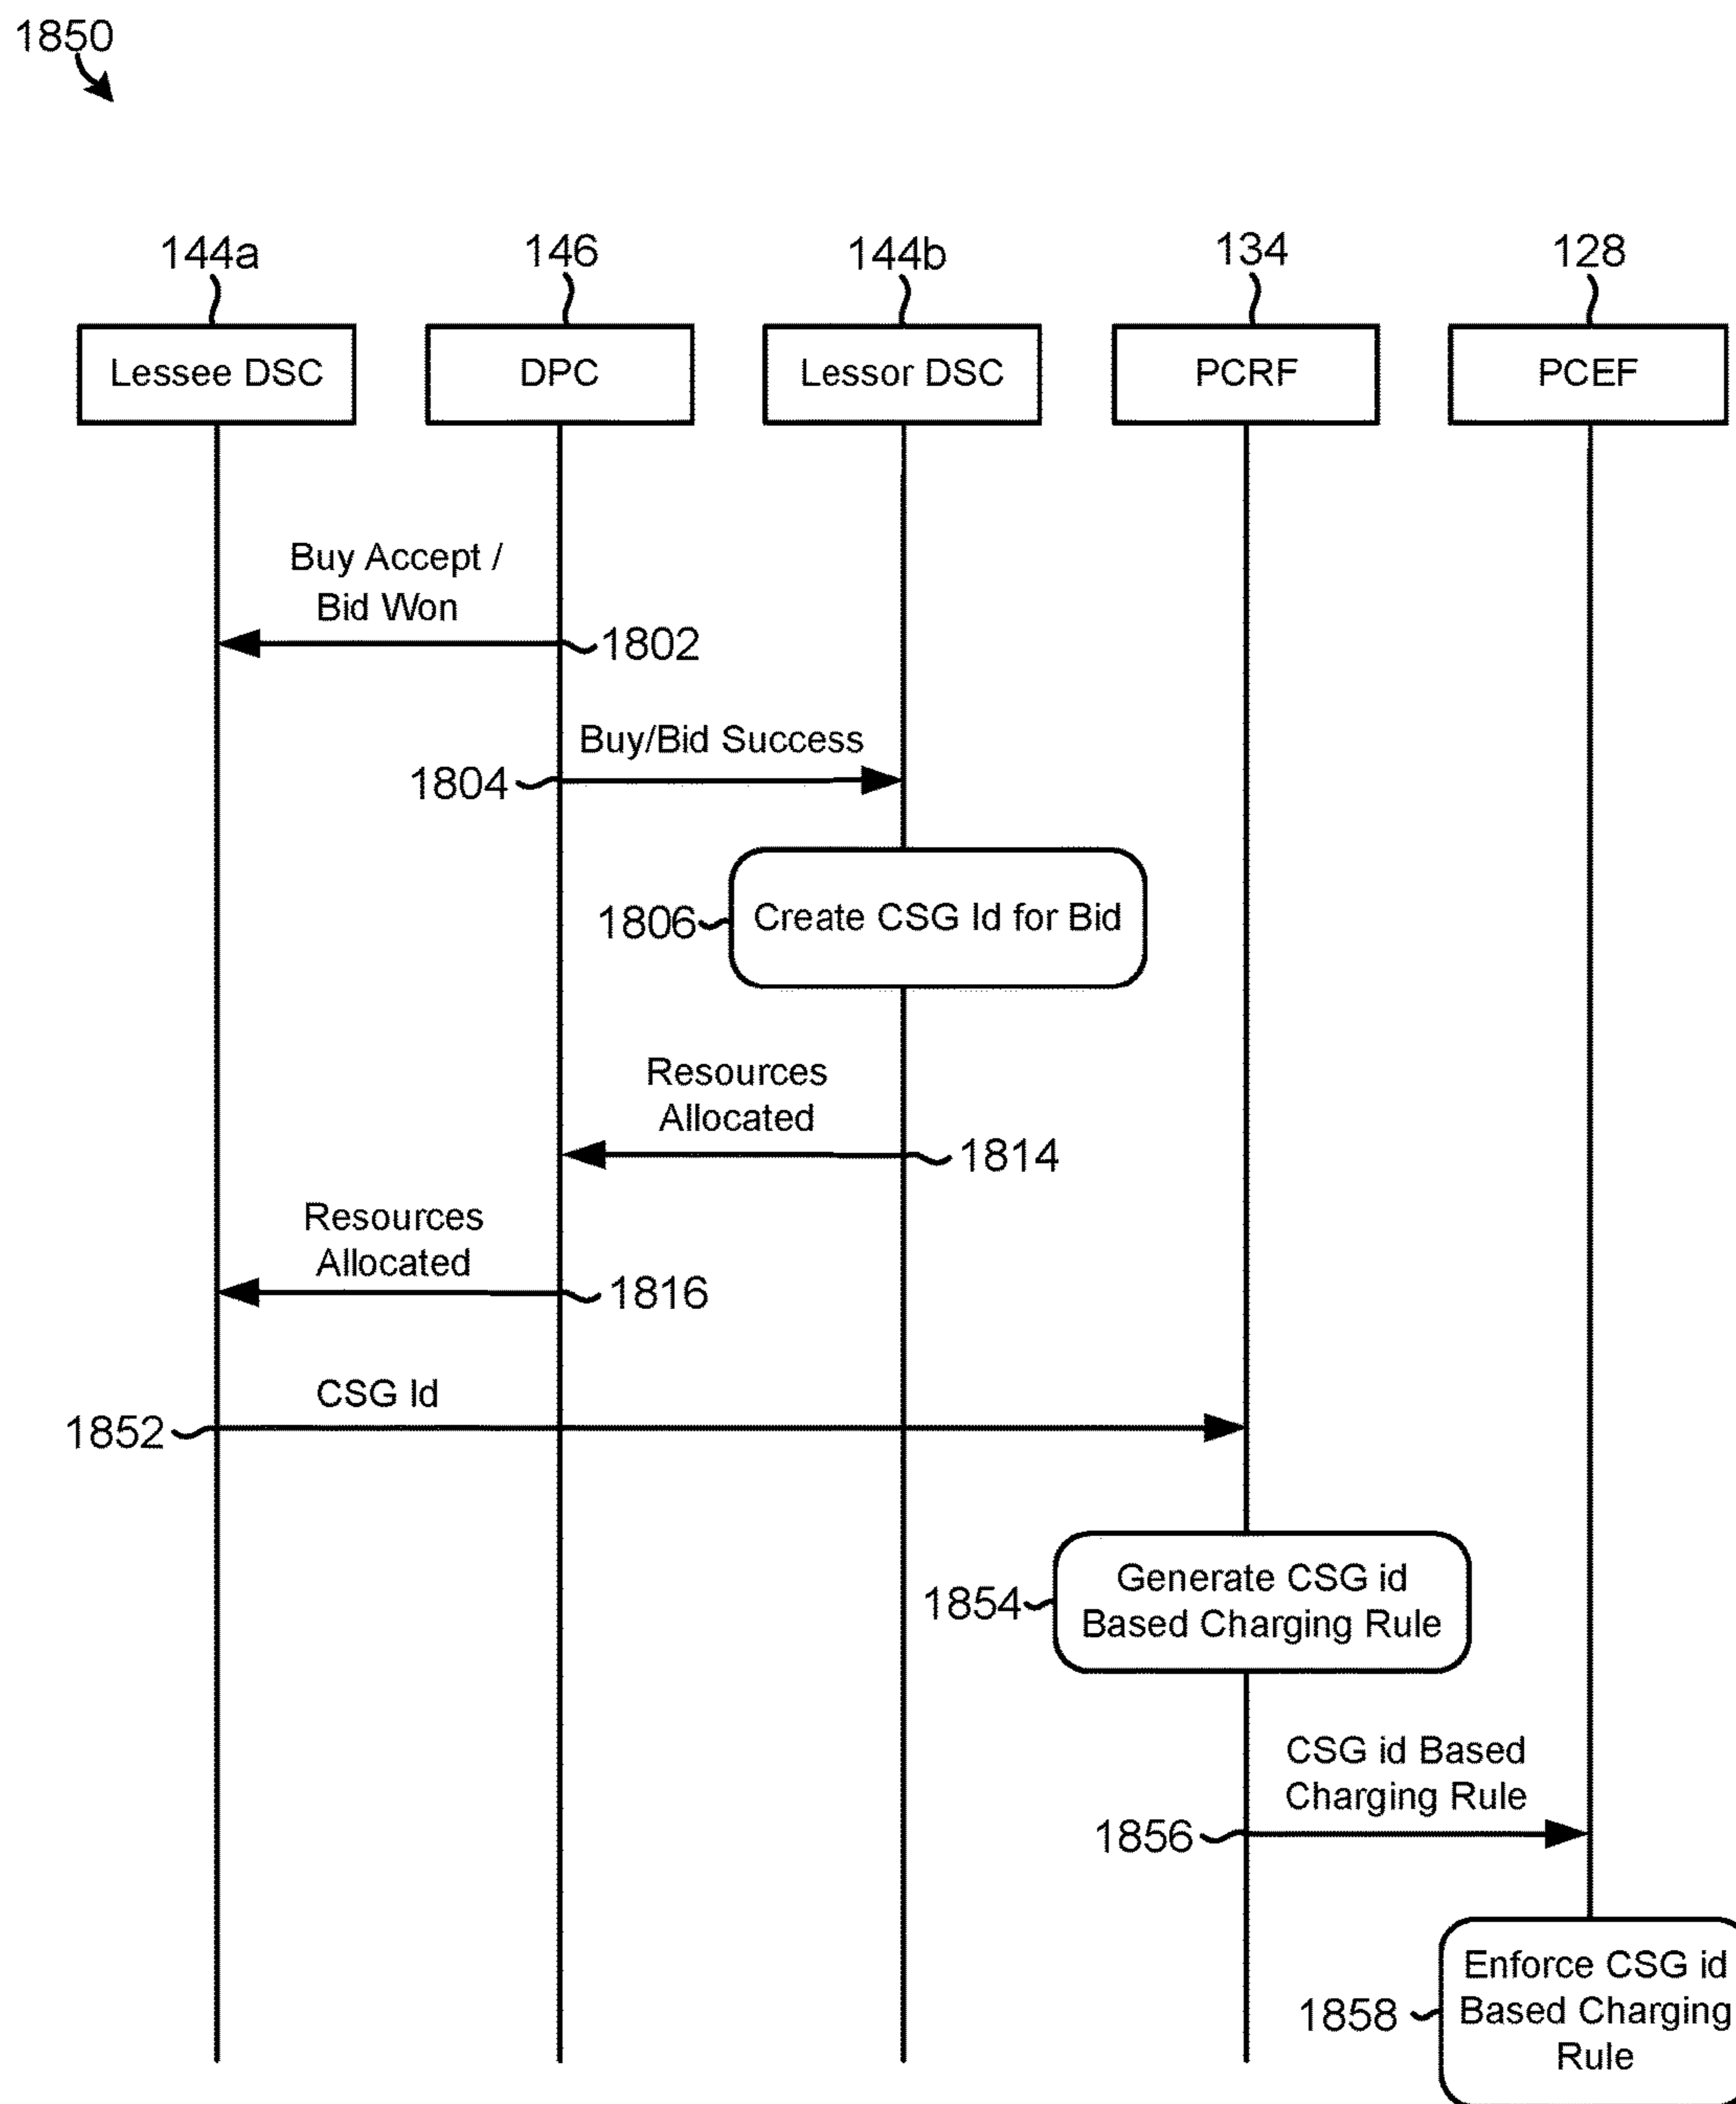 1850
144a
146
144b
134
128
Lessee DSC
DPC
Lessor DSC
PCRF
PCEF
Buy Accept /
Bid Won
1802
Buy/Bid Success
1804
1806
Create CSG Id for Bid
Resources
Allocated
1814
Resources
Allocated
1816
CSG Id
1852
Generate CSG id
1854
Based Charging Rule
CSG id Based
Charging Rule
1856
Enforce CSG id
1858
Based Charging
Rule